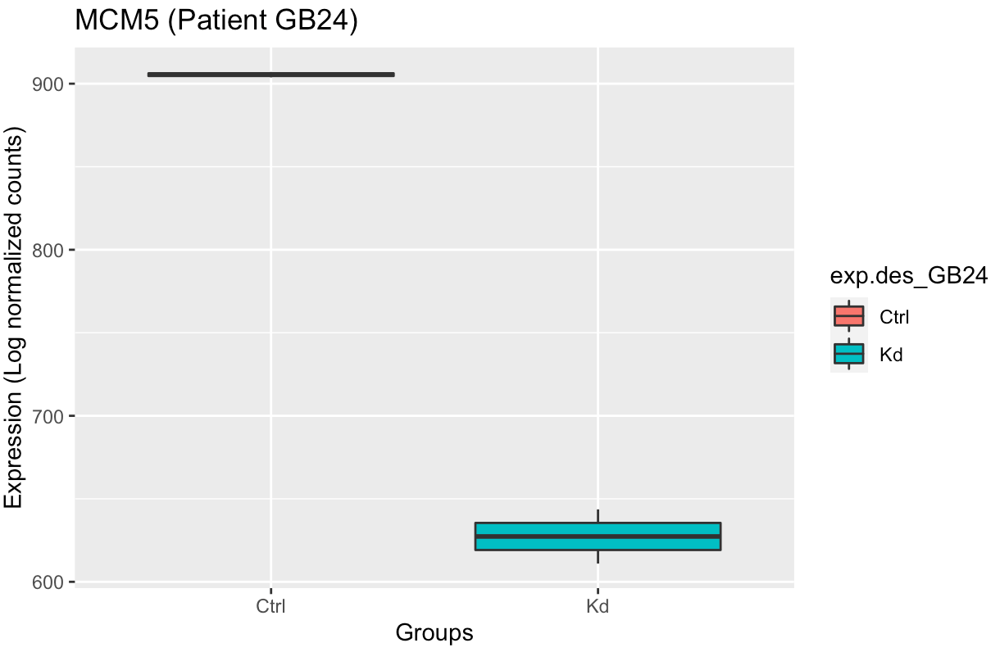 MCM5 (Patient GB24)
Expression (Log normalized counts)
900
800
700
600
Ctrl
Kd
Groups
exp.des_GB24
Ctrl
Kd